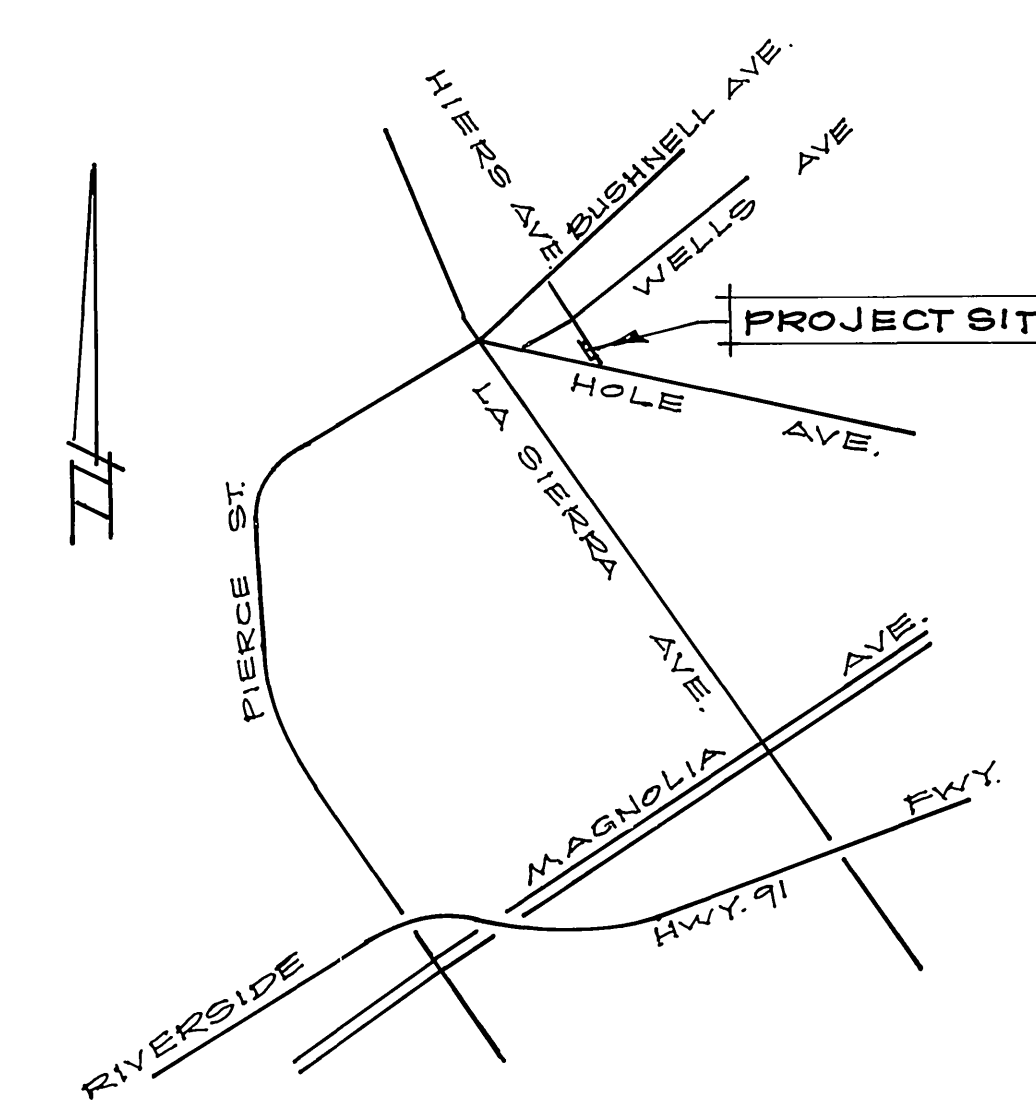 HIERS AVE.
BUSHNELL AVE.
WELLS AVE
PROJECT SIT
HOLE AVE.
LA SIERRA AVE.
PIERCE ST.
MAGNOLIA AVE.
RIVERSIDE FWY.
HWY. 91
N